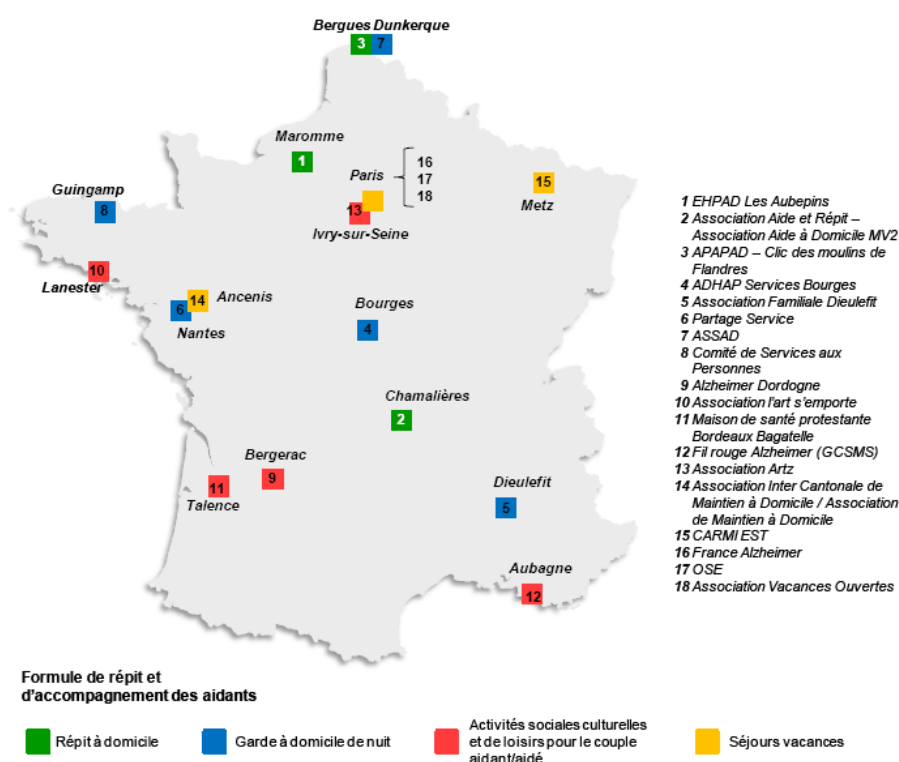 Bergues Dunkerque
3 7
Maromme
1
Paris
16
17
18
15
Metz
Guingamp
8
13
Ivry-sur-Seine
10
Lanester
14 Ancenis
6
Nantes
Bourges
4
Chamalières
2
Bergerac
9
11
Talence
Dieulefit
5
Aubagne
12
1 EHPAD Les Aubepins
2 Association Aide et Répit –
Association Aide à Domicile MV2
3 APAPAD – Clic des moulins de
Flandres
4 ADHAP Services Bourges
5 Association Familiale Dieulefit
6 Partage Service
7 ASSAD
8 Comité de Services aux
Personnes
9 Alzheimer Dordogne
10 Association l'art s'emporte
11 Maison de santé protestante
Bordeaux Bagatelle
12 Fil rouge Alzheimer (GCSMS)
13 Association Artz
14 Association Inter Cantonale de
Maintien à Domicile / Association
de Maintien à Domicile
15 CARMI EST
16 France Alzheimer
17 OSE
18 Association Vacances Ouvertes
Formule de répit et
d'accompagnement des aidants
Répit à domicile
Garde à domicile de nuit
Activités sociales culturelles
et de loisirs pour le couple
aidant/aidé
Séjours vacances